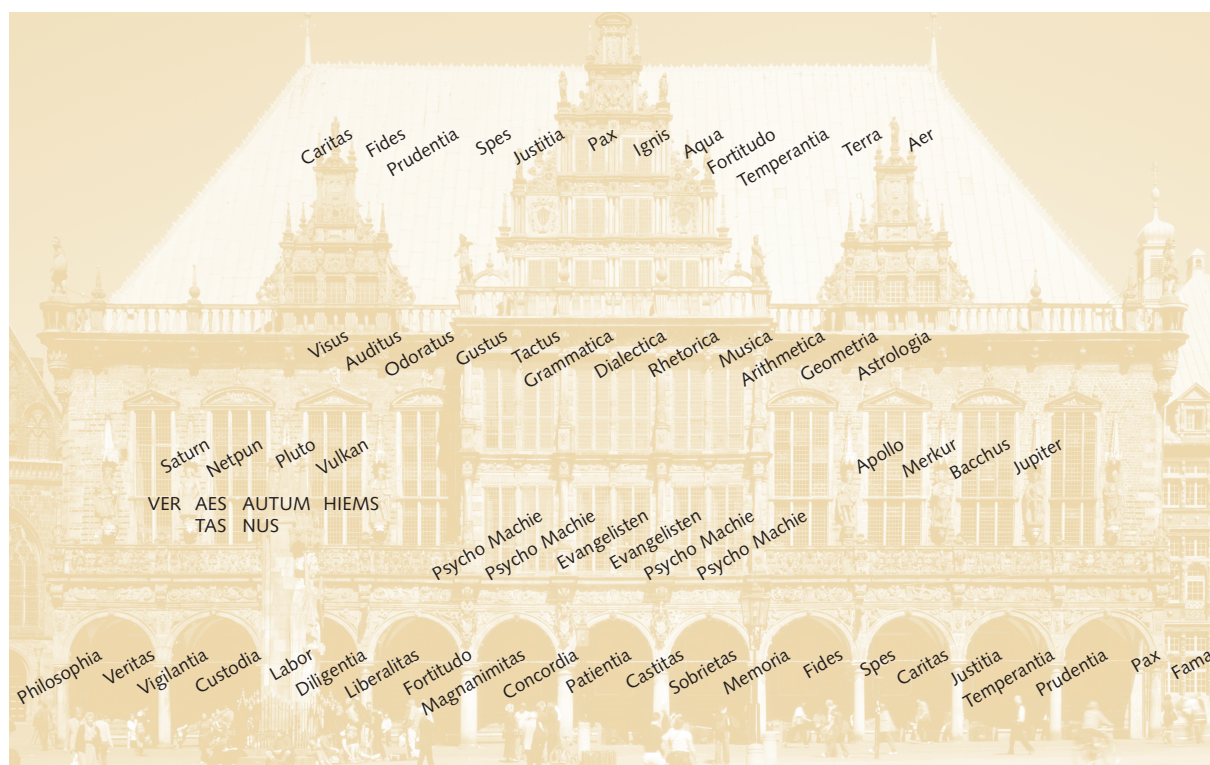 Caritas Fides Prudentia Spes Justitia Pax Ignis Aqua Fortitudo Temperantia Terra Aer
Visus Auditus Odoratus Gustus Tactus Grammatica Dialectica Rhetorica Musica Arithmetica Geometria Astrologia
Saturn Netpun Pluto Vulkan Apollo Merkur Bacchus Jupiter
VER AES AUTUM HIEMS
TAS NUS
Psycho Machie Psycho Machie Evangelisten Evangelisten Psycho Machie Psycho Machie
Philosophia Veritas Vigilantia Custodia Labor Diligentia Liberalitas Fortitudo Magnanimitas Concordia Patientia Castitas Sobrietas Memoria Fides Spes Caritas Justitia Temperantia Prudentia Pax Fama